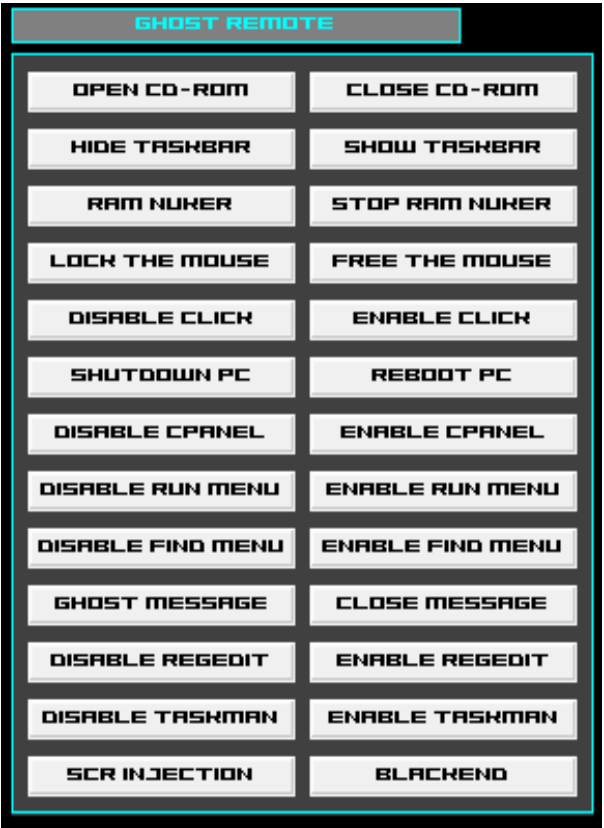 GHOST REMOTE
OPEN CD-ROM CLOSE CD-ROM
HIDE TASKBAR SHOW TASKBAR
RAM NUKER STOP RAM NUKER
LOCK THE MOUSE FREE THE MOUSE
DISABLE CLICK ENABLE CLICK
SHUTDOWN PC REBOOT PC
DISABLE CPANEL ENABLE CPANEL
DISABLE RUN MENU ENABLE RUN MENU
DISABLE FIND MENU ENABLE FIND MENU
GHOST MESSAGE CLOSE MESSAGE
DISABLE REGEDIT ENABLE REGEDIT
DISABLE TASKMAN ENABLE TASKMAN
SCR INJECTION BLACKEND